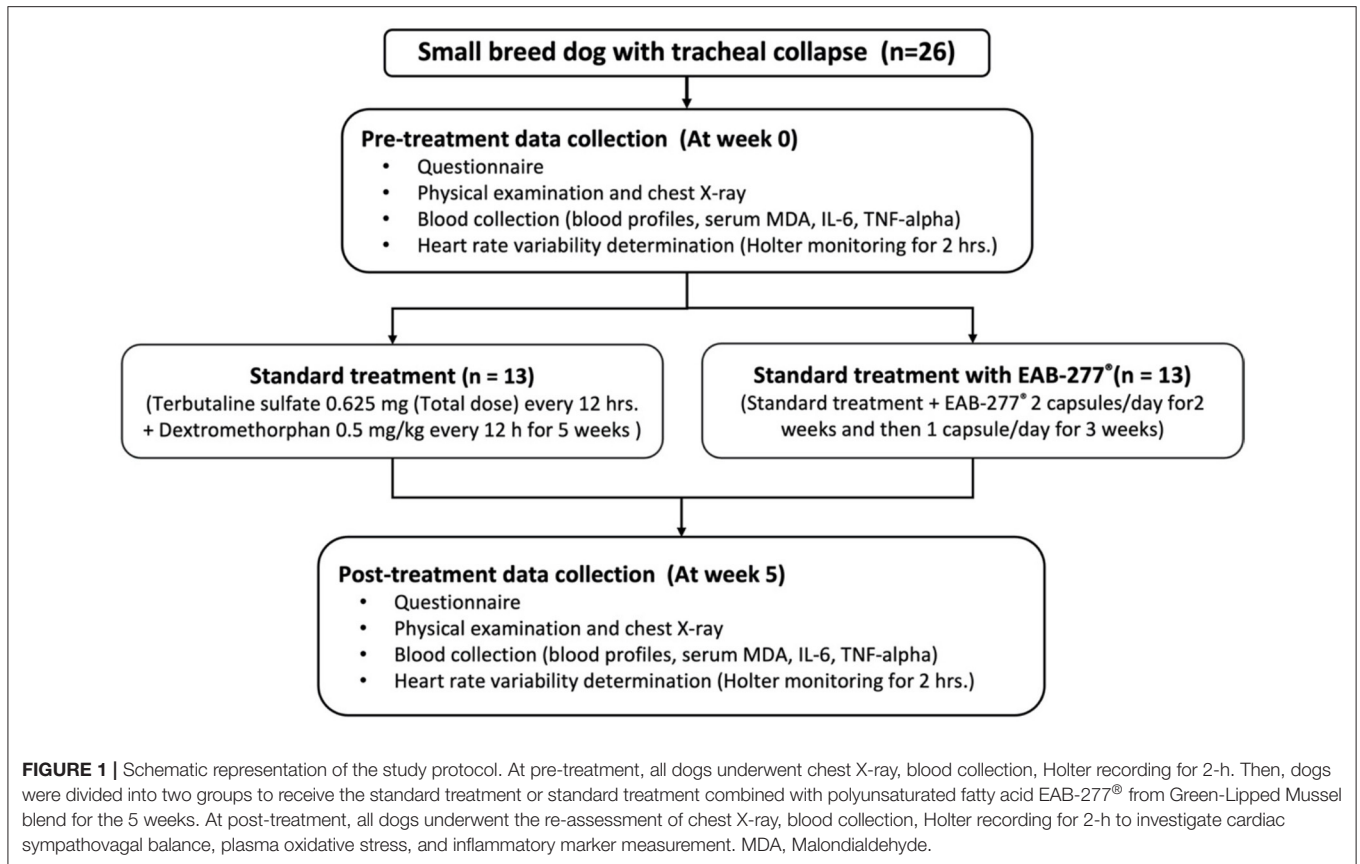 Small breed dog with tracheal collapse (n=26)
Pre-treatment data collection (At week 0)
• Questionnaire
• Physical examination and chest X-ray
• Blood collection (blood profiles, serum MDA, IL-6, TNF-alpha)
• Heart rate variability determination (Holter monitoring for 2 hrs.)
Standard treatment (n = 13)
(Terbutaline sulfate 0.625 mg (Total dose) every 12 hrs.
+ Dextromethorphan 0.5 mg/kg every 12 h for 5 weeks )
Standard treatment with EAB-277®(n = 13)
(Standard treatment + EAB-277® 2 capsules/day for2
weeks and then 1 capsule/day for 3 weeks)
Post-treatment data collection (At week 5)
• Questionnaire
• Physical examination and chest X-ray
• Blood collection (blood profiles, serum MDA, IL-6, TNF-alpha)
• Heart rate variability determination (Holter monitoring for 2 hrs.)
FIGURE 1 | Schematic representation of the study protocol. At pre-treatment, all dogs underwent chest X-ray, blood collection, Holter recording for 2-h. Then, dogs
were divided into two groups to receive the standard treatment or standard treatment combined with polyunsaturated fatty acid EAB-277® from Green-Lipped Mussel
blend for the 5 weeks. At post-treatment, all dogs underwent the re-assessment of chest X-ray, blood collection, Holter recording for 2-h to investigate cardiac
sympathovagal balance, plasma oxidative stress, and inflammatory marker measurement. MDA, Malondialdehyde.